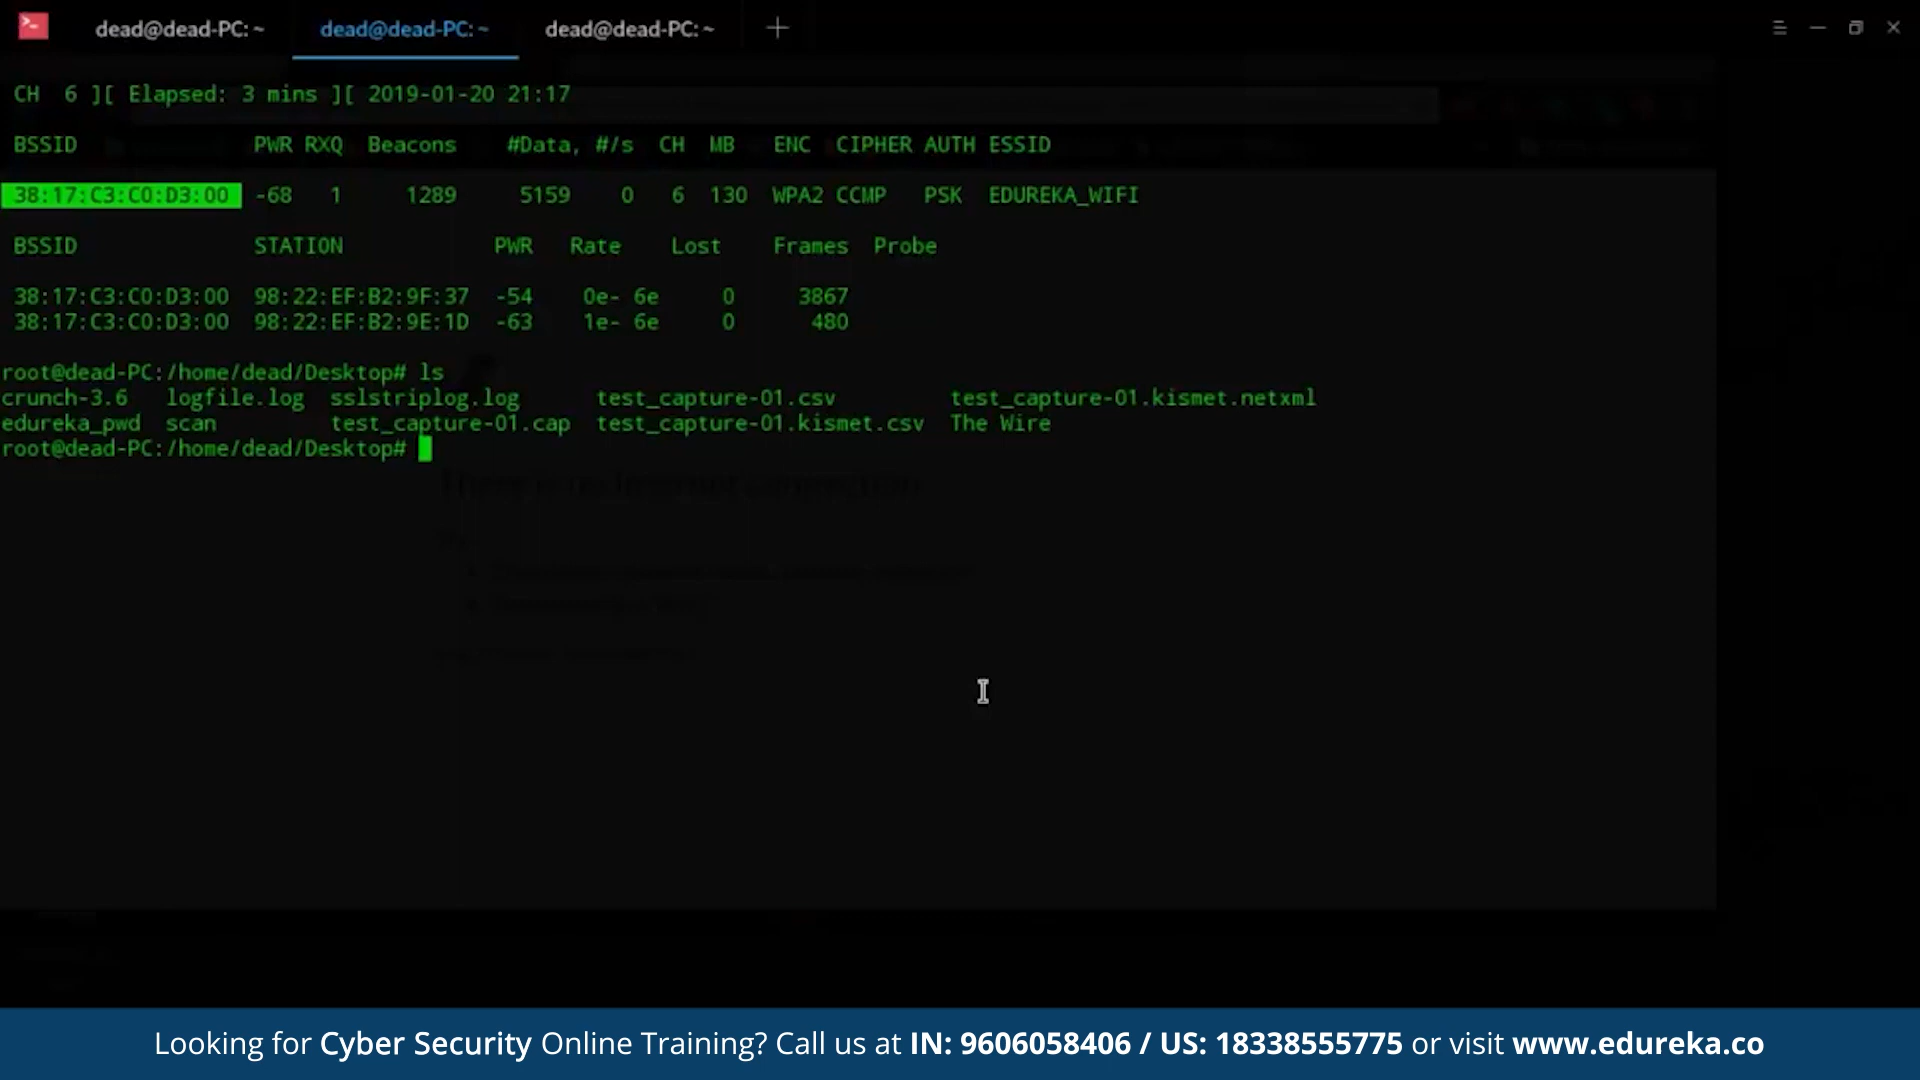 dead@dead-PC: ~ dead@dead-PC: ~ dead@dead-PC: ~
CH 6 ][ Elapsed: 3 mins ][ 2019-01-20 21:17
BSSID PWR RXQ Beacons #Data, #/s CH MB ENC CIPHER AUTH ESSID
38:17:C3:C0:D3:00 -68 1 1289 5159 0 6 130 WPA2 CCMP PSK EDUREKA_WIFI
BSSID STATION PWR Rate Lost Frames Probe
38:17:C3:C0:D3:00 98:22:EF:B2:9F:37 -54 0e- 6e 0 3867
38:17:C3:C0:D3:00 98:22:EF:B2:9E:1D -63 1e- 6e 0 480
root@dead-PC:/home/dead/Desktop# ls
crunch-3.6 logfile.log sslstriplog.log test_capture-01.csv test_capture-01.kismet.netxml
edureka_pwd scan test_capture-01.cap test_capture-01.kismet.csv The Wire
root@dead-PC:/home/dead/Desktop#
There is no Internet connection
Looking for Cyber Security Online Training? Call us at IN: 9606058406 / US: 18338555775 or visit www.edureka.co